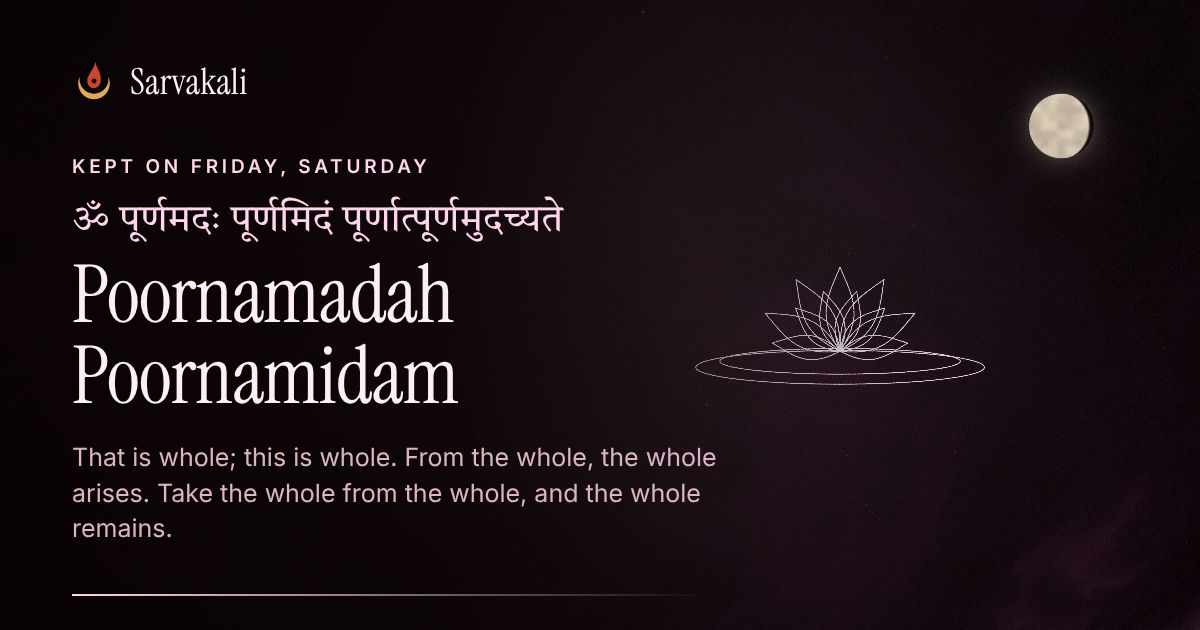 Sarvakali
KEPT ON FRIDAY, SATURDAY
ॐ पूर्णमदः पूर्णमिदं पूर्णात्पूर्णमुदच्यते
Poornamadah
Poornamidam
That is whole; this is whole. From the whole, the whole
arises. Take the whole from the whole, and the whole
remains.